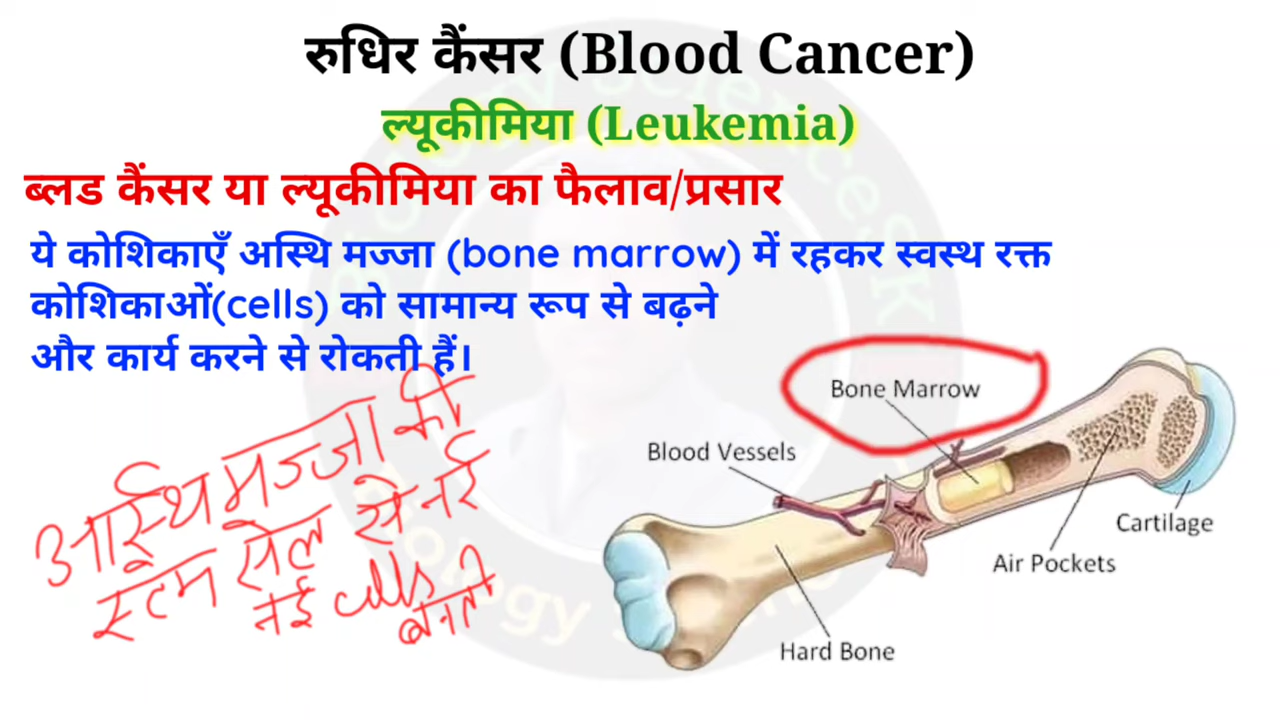 रुधिर कैंसर (Blood Cancer)
ल्यूकीमिया (Leukemia)
ब्लड कैंसर या ल्यूकीमिया का फैलाव/प्रसार
ये कोशिकाएँ अस्थि मज्जा (bone marrow) में रहकर स्वस्थ रक्त
कोशिकाओं(cells) को सामान्य रूप से बढ़ने
और कार्य करने से रोकती हैं।
अस्थि मज्जा की
स्टेम सेल से नई
नई cells
बनती
Bone Marrow
Blood Vessels
Cartilage
Air Pockets
Hard Bone